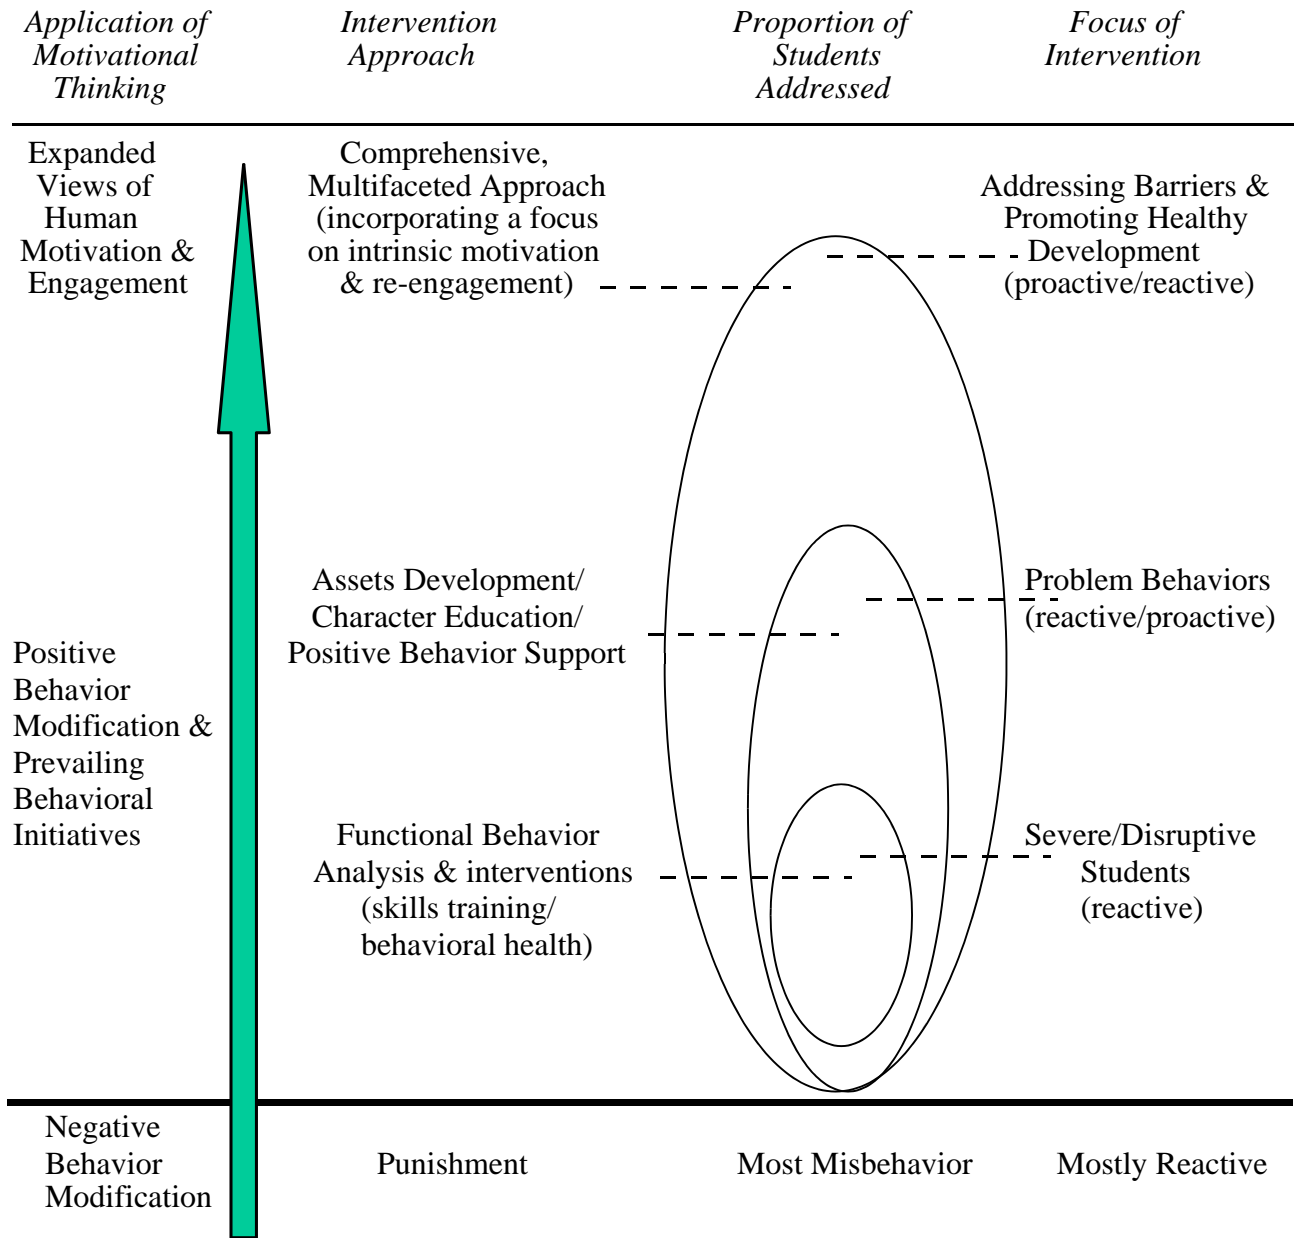 Application of
Motivational
Thinking
Intervention
Approach
Proportion of
Students
Addressed
Focus of
Intervention
Expanded
Views of
Human
Motivation &
Engagement
Comprehensive,
Multifaceted Approach
(incorporating a focus
on intrinsic motivation
& re-engagement)
Addressing Barriers &
Promoting Healthy
Development
(proactive/reactive)
Positive
Behavior
Modification &
Prevailing
Behavioral
Initiatives
Assets Development/
Character Education/
Positive Behavior Support
Problem Behaviors
(reactive/proactive)
Functional Behavior
Analysis & interventions
(skills training/
behavioral health)
Severe/Disruptive
Students
(reactive)
Negative
Behavior
Modification
Punishment
Most Misbehavior
Mostly Reactive